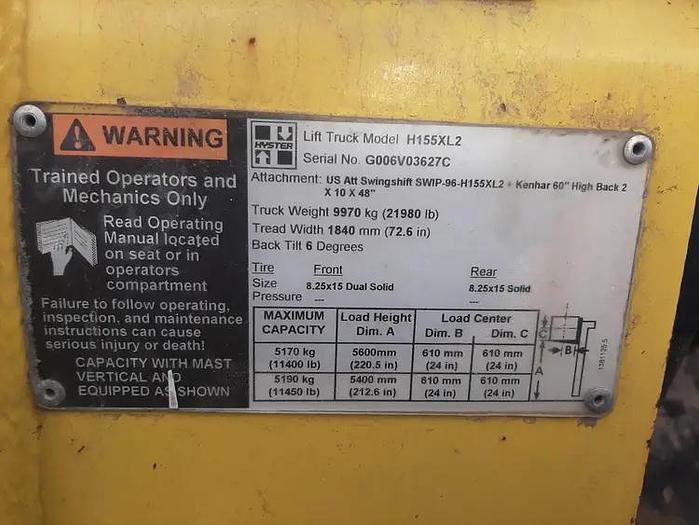 WARNING
Trained Operators and
Mechanics Only
Read Operating
Manual located
on seat or in
operators
compartment
Failure to follow operating,
inspection, and maintenance
instructions can cause
serious injury or death!
CAPACITY WITH MAST
VERTICAL AND
EQUIPPED AS SHOWN
HYSTER
Lift Truck Model H155XL2
Serial No. G006V03627C
Attachment: US Att Swingshift SWIP-96-H155XL2 + Kenhar 60" High Back 2
X 10 X 48"
Truck Weight 9970 kg (21980 lb)
Tread Width 1840 mm (72.6 in)
Back Tilt 6 Degrees
Tire Front Rear
Size 8.25x15 Dual Solid 8.25x15 Solid
Pressure --- ---
MAXIMUM CAPACITY Load Height Dim. A Load Center Dim. B Dim. C
5170 kg 5600mm 610 mm 610 mm
(11400 lb) (220.5 in) (24 in) (24 in)
5190 kg 5400 mm 610 mm 610 mm
(11450 lb) (212.6 in) (24 in) (24 in)
C
B
A